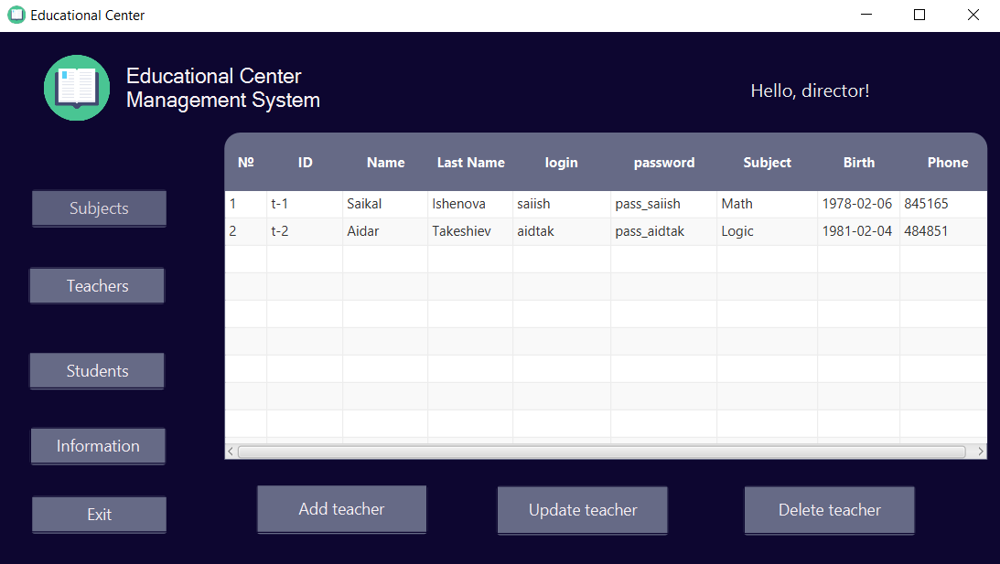 Educational Center
Educational Center
Management System
Hello, director!
№ ID Name Last Name login password Subject Birth Phone
1 t-1 Saikal Ishenova saiish pass_saiish Math 1978-02-06 845165
2 t-2 Aidar Takeshiev aidtak pass_aidtak Logic 1981-02-04 484851
Subjects
Teachers
Students
Information
Exit
Add teacher
Update teacher
Delete teacher